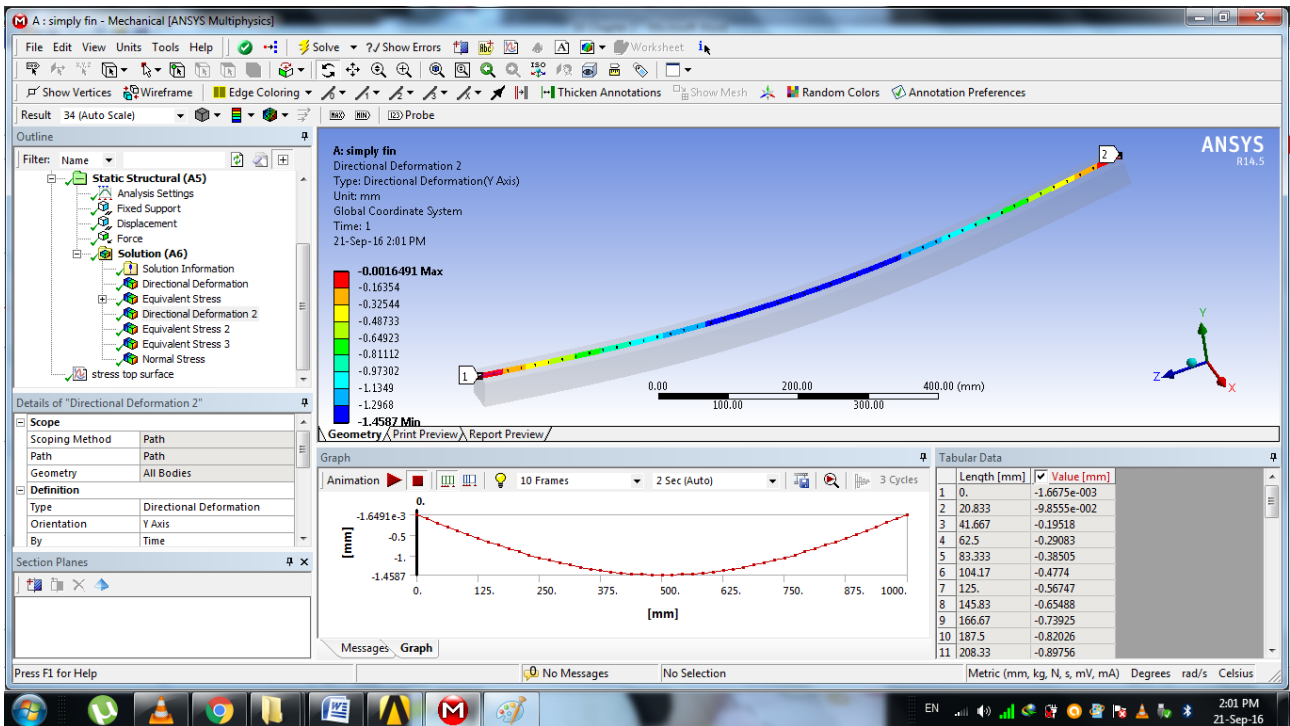 A : simply fin - Mechanical [ANSYS Multiphysics]
File Edit View Units Tools Help Solve ?✓ Show Errors Worksheet
Show Vertices Wireframe Edge Coloring Thicken Annotations Show Mesh Random Colors Annotation Preferences
Result 34 (Auto Scale) MAX MIN 123 Probe
Outline
Filter: Name
Static Structural (A5)
Analysis Settings
Fixed Support
Displacement
Force
Solution (A6)
Solution Information
Directional Deformation
Equivalent Stress
Directional Deformation 2
Equivalent Stress 2
Equivalent Stress 3
Normal Stress
stress top surface
Details of "Directional Deformation 2"
Scope
Scoping Method Path
Path Path
Geometry All Bodies
Definition
Type Directional Deformation
Orientation Y Axis
By Time
Section Planes
A: simply fin
Directional Deformation 2
Type: Directional Deformation(Y Axis)
Unit: mm
Global Coordinate System
Time: 1
21-Sep-16 2:01 PM
-0.0016491 Max
-0.16354
-0.32544
-0.48733
-0.64923
-0.81112
-0.97302
-1.1349
-1.2968
-1.4587 Min
1
2
ANSYS
R14.5
0.00 200.00 400.00 (mm)
100.00 300.00
Y
Z
X
Geometry Print Preview Report Preview
Graph
Animation 10 Frames 2 Sec (Auto) 3 Cycles
0.
-1.6491e-3
-0.5
-1.
-1.4587
[mm]
0. 125. 250. 375. 500. 625. 750. 875. 1000.
[mm]
Messages Graph
Tabular Data
Length [mm] Value [mm]
1 0. -1.6675e-003
2 20.833 -9.8555e-002
3 41.667 -0.19518
4 62.5 -0.29083
5 83.333 -0.38505
6 104.17 -0.4774
7 125. -0.56747
8 145.83 -0.65488
9 166.67 -0.73925
10 187.5 -0.82026
11 208.33 -0.89756
Press F1 for Help 0 No Messages No Selection Metric (mm, kg, N, s, mV, mA) Degrees rad/s Celsius
EN 2:01 PM
21-Sep-16